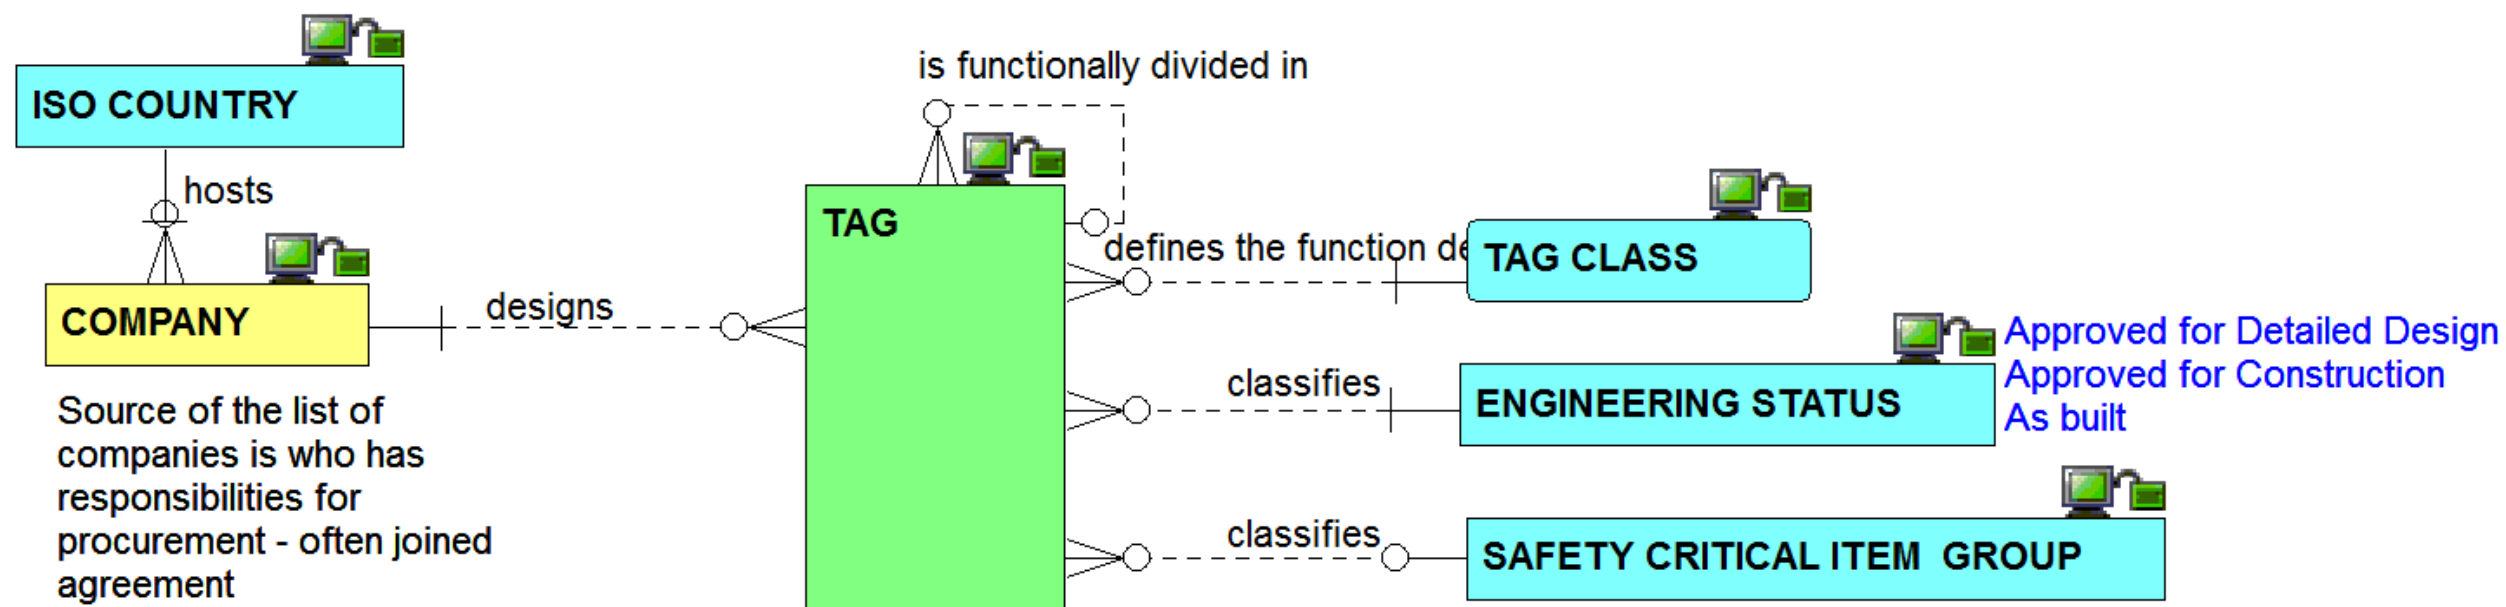 is functionally divided in
ISO COUNTRY
hosts
TAG
defines the function
TAG CLASS
COMPANY
designs
Approved for Detailed Design
Approved for Construction
As built
classifies
ENGINEERING STATUS
Source of the list of
companies is who has
responsibilities for
procurement - often joined
agreement
classifies
SAFETY CRITICAL ITEM GROUP